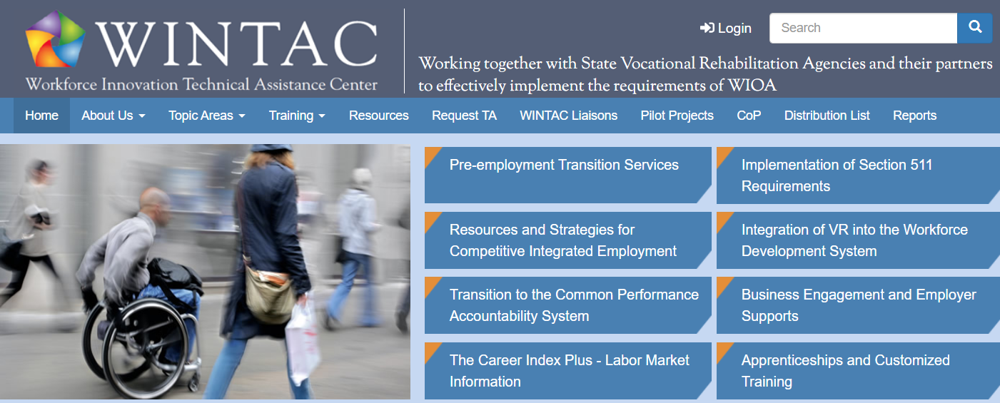 WINTAC
Workforce Innovation Technical Assistance Center
Login
Search
Working together with State Vocational Rehabilitation Agencies and their partners
to effectively implement the requirements of WIOA
Home About Us Topic Areas Training Resources Request TA WINTAC Liaisons Pilot Projects CoP Distribution List Reports
Pre-employment Transition Services
Implementation of Section 511
Requirements
Resources and Strategies for
Competitive Integrated Employment
Integration of VR into the Workforce
Development System
Transition to the Common Performance
Accountability System
Business Engagement and Employer
Supports
The Career Index Plus - Labor Market
Information
Apprenticeships and Customized
Training